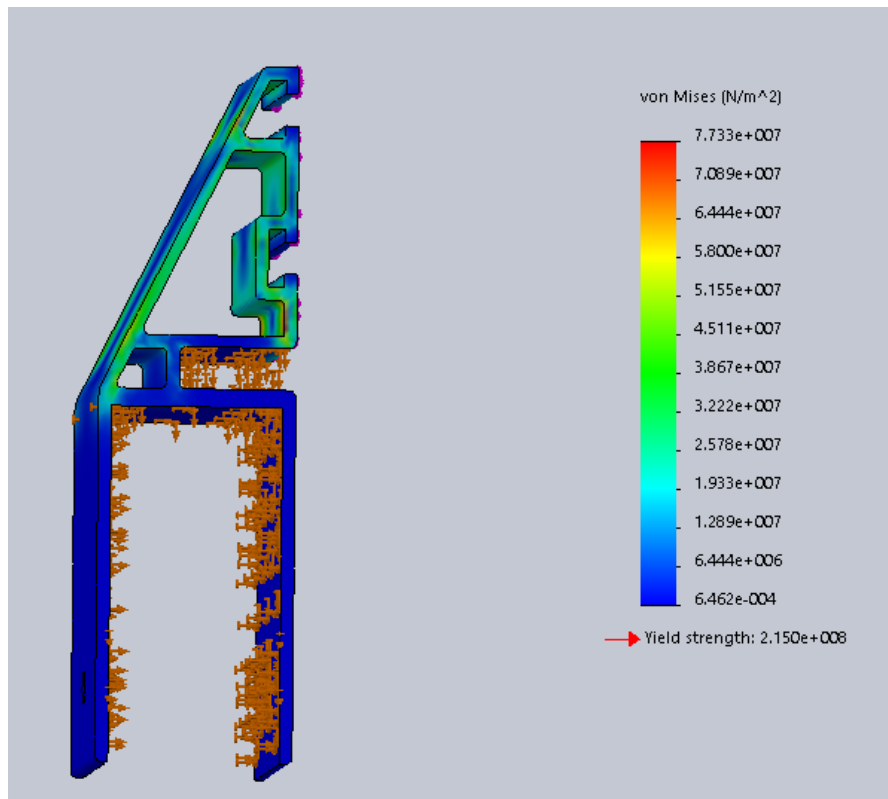 von Mises (N/m^2)
7.733e+007
7.089e+007
6.444e+007
5.800e+007
5.155e+007
4.511e+007
3.867e+007
3.222e+007
2.578e+007
1.933e+007
1.289e+007
6.444e+006
6.462e-004
Yield strength: 2.150e+008